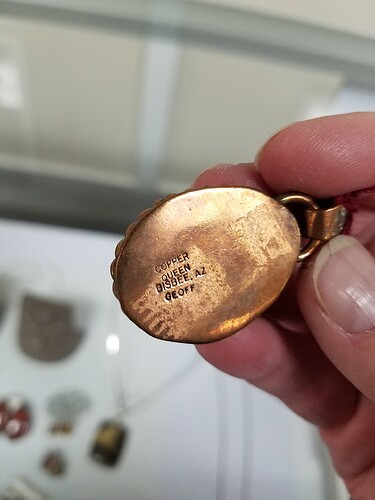 COPPER
QUEEN
BISBEE, AZ
GEOFF